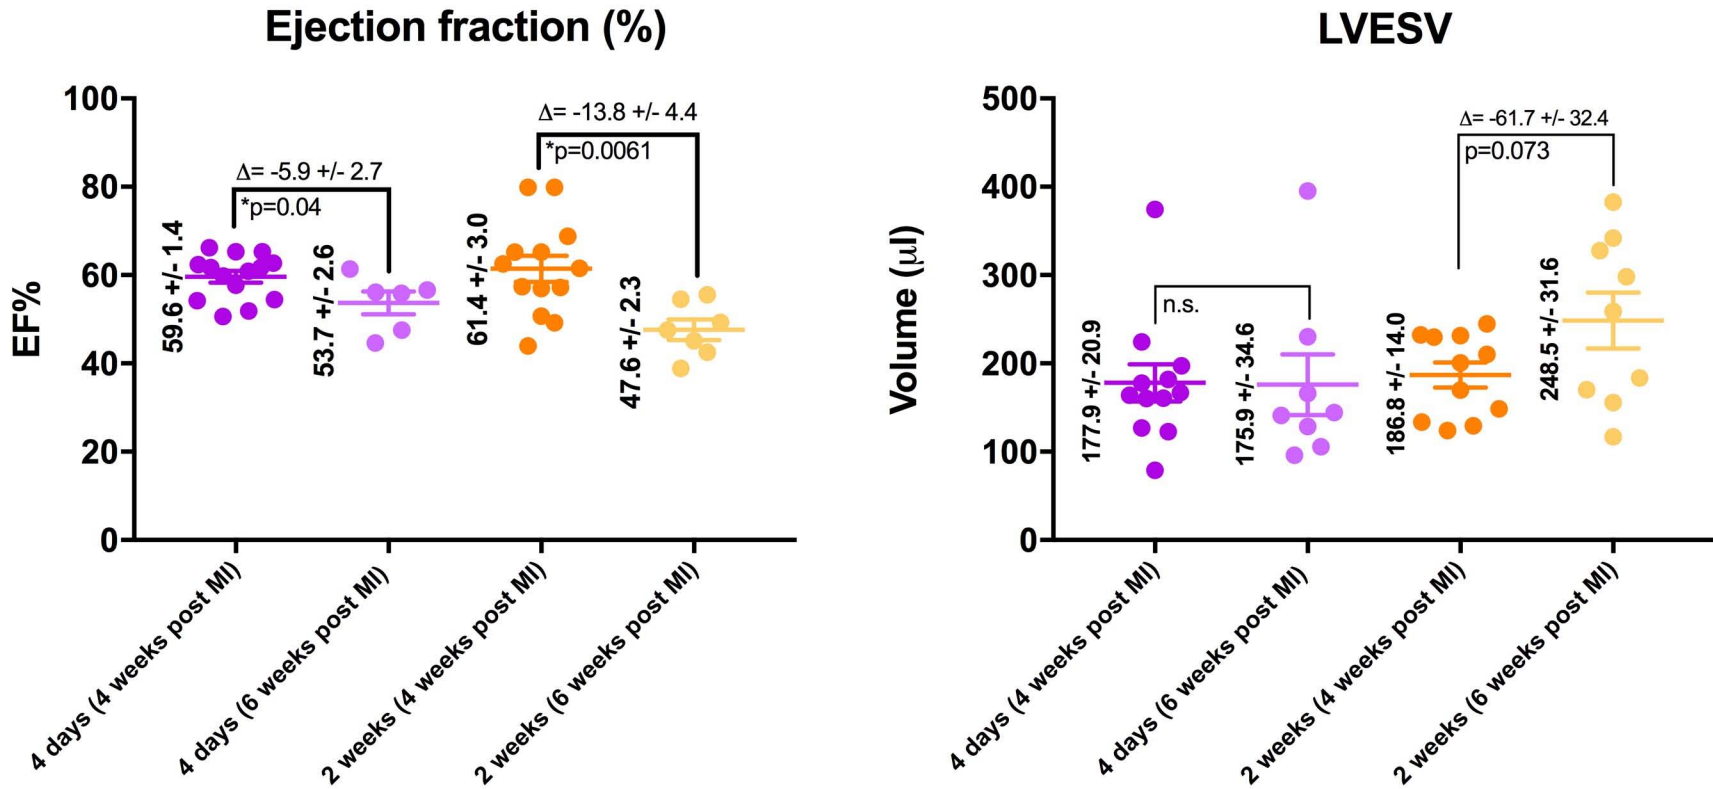 Ejection fraction (%)
EF%
100
80
60
40
20
0
59.6 +/- 1.4
Δ= -5.9 +/- 2.7
*p=0.04
53.7 +/- 2.6
61.4 +/- 3.0
Δ= -13.8 +/- 4.4
*p=0.0061
47.6 +/- 2.3
4 days (4 weeks post MI)
4 days (6 weeks post MI)
2 weeks (4 weeks post MI)
2 weeks (6 weeks post MI)
LVESV
Volume (µl)
500
400
300
200
100
0
177.9 +/- 20.9
n.s.
175.9 +/- 34.6
186.8 +/- 14.0
Δ= -61.7 +/- 32.4
p=0.073
248.5 +/- 31.6
4 days (4 weeks post MI)
4 days (6 weeks post MI)
2 weeks (4 weeks post MI)
2 weeks (6 weeks post MI)